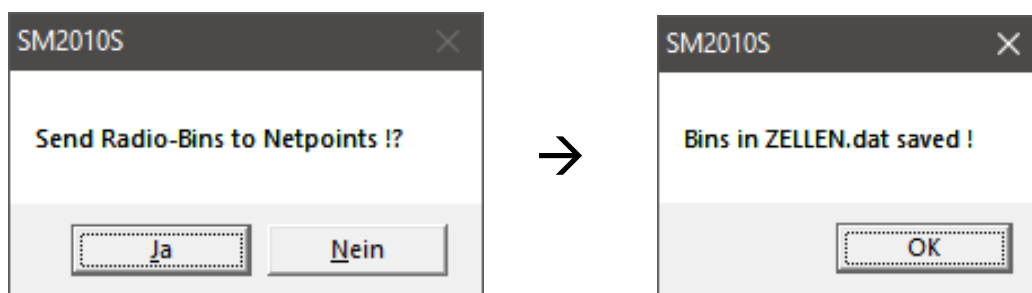 SM2010S
Send Radio-Bins to Netpoints !?
Ja
Nein
→
SM2010S
Bins in ZELLEN.dat saved !
OK